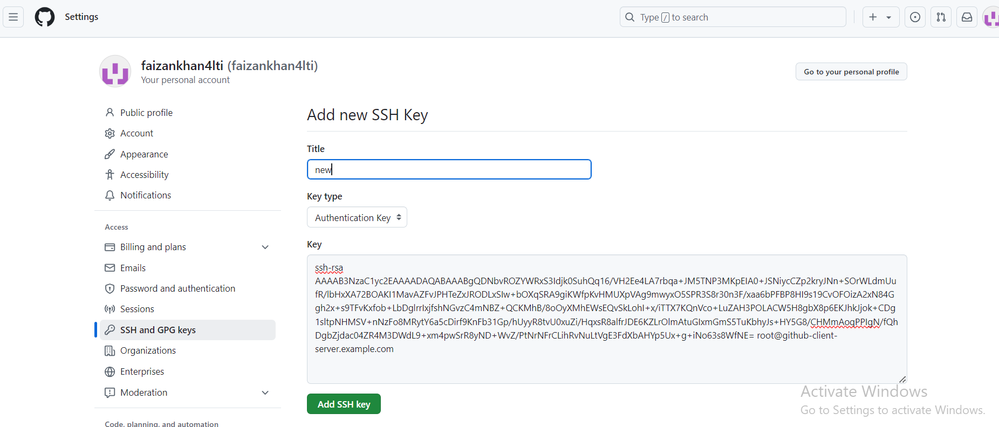 Settings
Type / to search
faizankhan4lti (faizankhan4lti)
Your personal account
Go to your personal profile
Public profile
Account
Appearance
Accessibility
Notifications
Access
Billing and plans
Emails
Password and authentication
Sessions
SSH and GPG keys
Organizations
Enterprises
Moderation
Code, planning, and automation
Add new SSH Key
Title
new
Key type
Authentication Key
Key
ssh-rsa
AAAAB3NzaC1yc2EAAAADAQABAAABgQDNbvROZYWRxS3Idjk0SuhQq16/VH2Ee4LA7rbqa+JM5TNP3MKpEIA0+JSNiycCZp2kryJNn+SOrWLdmUu
fR/lbHxXA72BOAKI1MavAZFvJPHTeZxJRODLxSIw+bOXqSRA9giKWfpKvHMUXpVAg9mwyxO5SPR3S8r30n3F/xaa6bPFBP8HI9s19CvOFOizA2xN84G
gh2x+s9TFvKxfob+LbDglrrIxjfshNGvzC4mNBZ+QCKMhB/8oOyXMhEWsEQvSkLohI+x/iTTX7KQnVco+LuZAH3POLACW5H8gbX8p6EKJhkJjok+CDg
1sltpNHMSV+nNzFo8MRytY6a5cDirf9KnFb31Gp/hUyyR8tvU0xuZi/HqxsR8alfrJDE6KZLrOlmAtuGIxmGmS5TuKbhyJs+HY5G8/CHMmAoqPPIgN/fQh
DgbZjdac04ZR4M3DWdL9+xm4pwSrR8yND+WvZ/PtNrNFrCLihRvNuLtVgE3FdXbAHYp5Ux+g+iNo63s8WfNE= root@github-client-
server.example.com
Add SSH key
Activate Windows
Go to Settings to activate Windows.